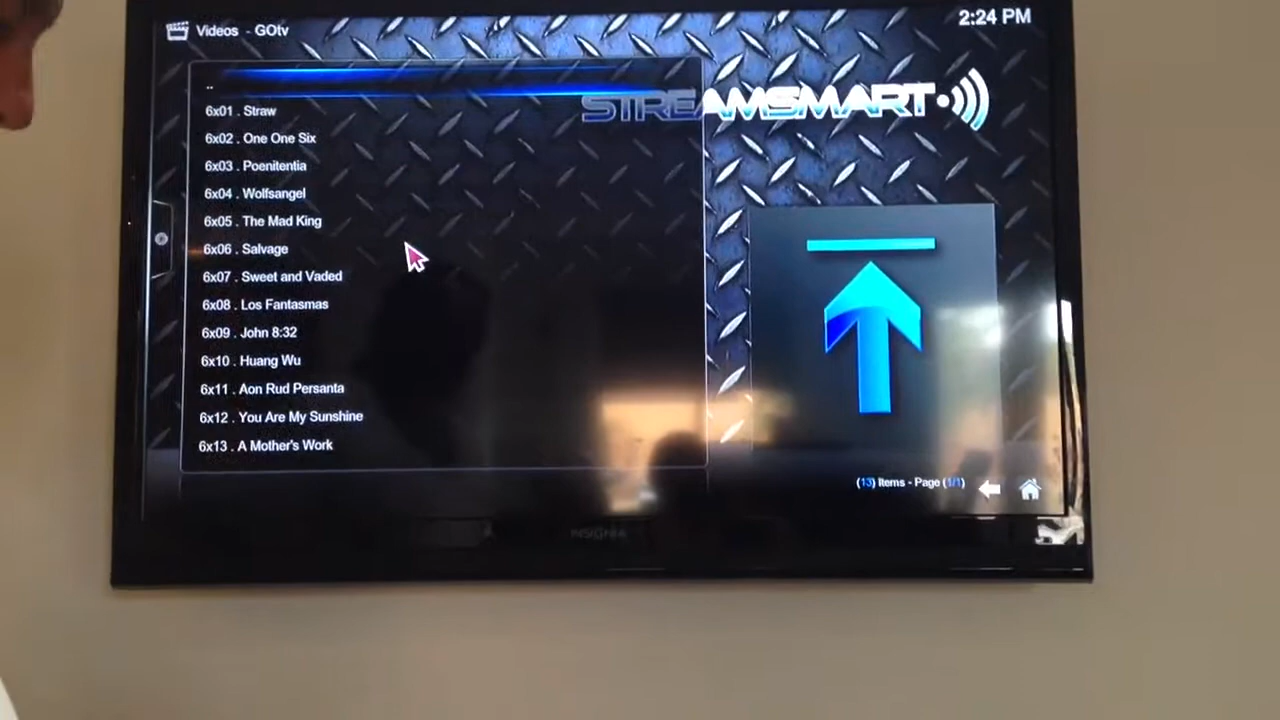 Videos - GOtv
2:24 PM
STREAMSMART
..
6x01 . Straw
6x02 . One One Six
6x03 . Poenitentia
6x04 . Wolfsangel
6x05 . The Mad King
6x06 . Salvage
6x07 . Sweet and Vaded
6x08 . Los Fantasmas
6x09 . John 8:32
6x10 . Huang Wu
6x11 . Aon Rud Persanta
6x12 . You Are My Sunshine
6x13 . A Mother's Work
(13) Items - Page (1/1)
INSIGNIA